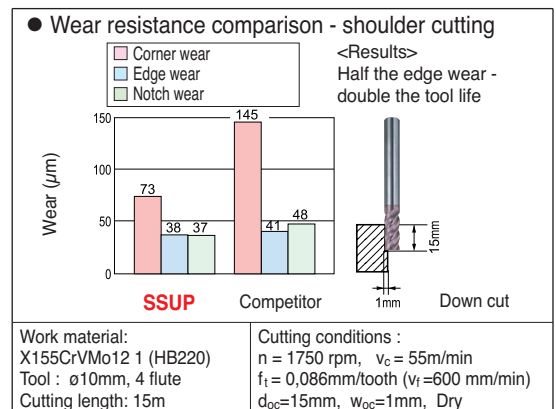 ● Wear resistance comparison - shoulder cutting
Corner wear
Edge wear
Notch wear
<Results>
Half the edge wear -
double the tool life
Wear (µm)
150
100
50
0
73
38
37
145
41
48
SSUP
Competitor
15mm
1mm
Down cut
Work material:
X155CrVMo12 1 (HB220)
Tool : ø10mm, 4 flute
Cutting length: 15m
Cutting conditions :
n = 1750 rpm, vc = 55m/min
ft = 0,086mm/tooth (vf =600 mm/min)
doc=15mm, woc=1mm, Dry